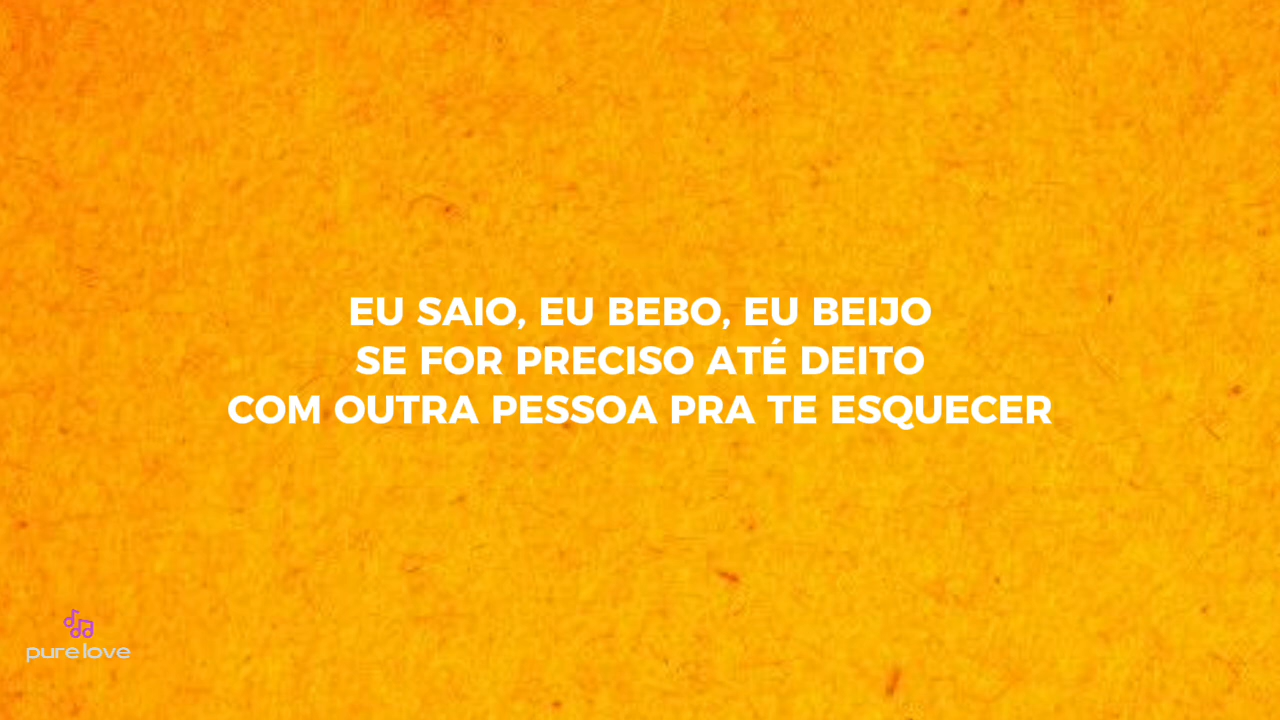 EU SAIO, EU BEBO, EU BEIJO
SE FOR PRECISO ATÉ DEITO
COM OUTRA PESSOA PRA TE ESQUECER
pure love